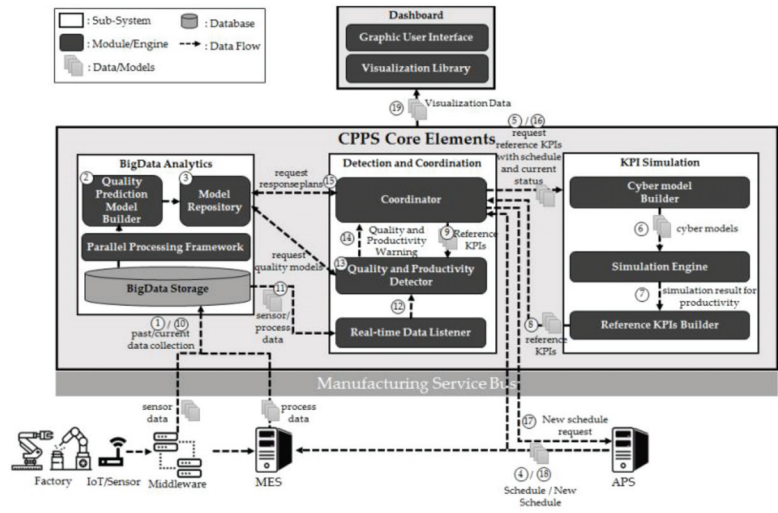 : Sub-System
: Database
: Module/Engine
: Data Flow
: Data/Models
Dashboard
Graphic User Interface
Visualization Library
19
Visualization Data
CPPS Core Elements
5 / 16
request
reference KPIs
with schedule
and current
status
BigData Analytics
2
Quality
Prediction
Model
Builder
3
Model
Repository
Parallel Processing Framework
BigData Storage
1 / 10
past/current
data collection
request
responseplans
15
request
quality models
11
sensor/
process
data
Detection and Coordination
Coordinator
14
Quality and
Productivity
Warning
9
Reference
KPIs
13
Quality and Productivity
Detector
12
Real-time Data Listener
KPI Simulation
Cyber model
Builder
6
cyber models
Simulation Engine
7
simulation result for
productivity
Reference KPIs Builder
8
reference
KPIs
Manufacturing Service Bus
sensor
data
process
data
17
New schedule
request
Factory
IoT/Sensor
Middleware
MES
4 / 18
Schedule / New
Schedule
APS